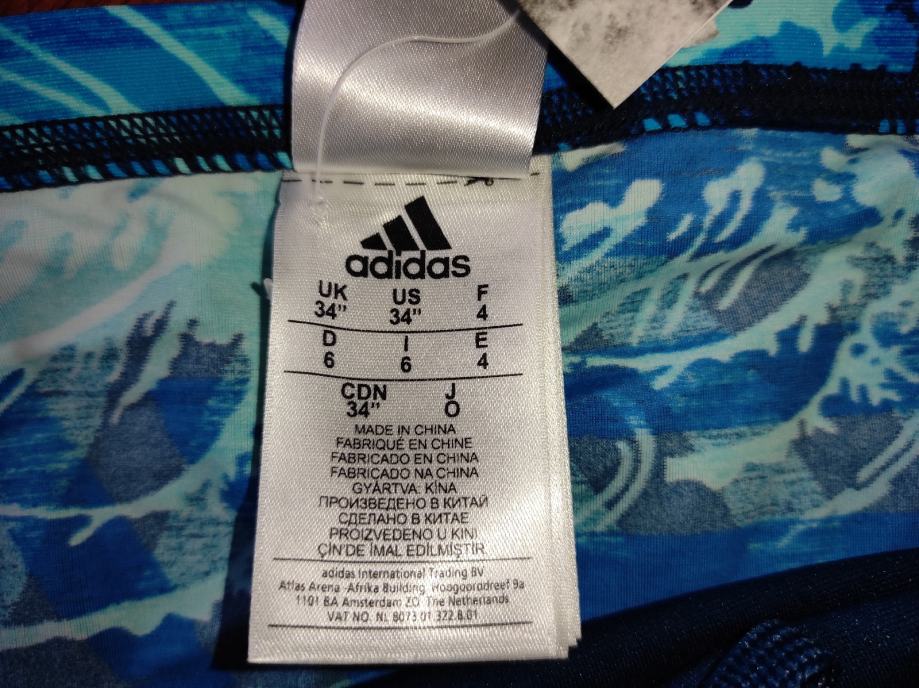 adidas
UK US F
34" 34" 4
D I E
6 6 4
CDN J
34" O
MADE IN CHINA
FABRIQUÉ EN CHINE
FABRICADO EN CHINA
FABRICADO NA CHINA
GYÁRTVA: KÍNA
ПРОИЗВЕДЕНО В КИТАЙ
СДЕЛАНО В КИТАЕ
PROIZVEDENO U KINI
ÇİN'DE İMAL EDİLMİŞTİR
adidas International Trading BV
Atlas Arena -Afrika Building, Hoogoorddreef 9a
1101 BA Amsterdam ZO The Netherlands
VAT NO. NL 8073.01.322.B.01